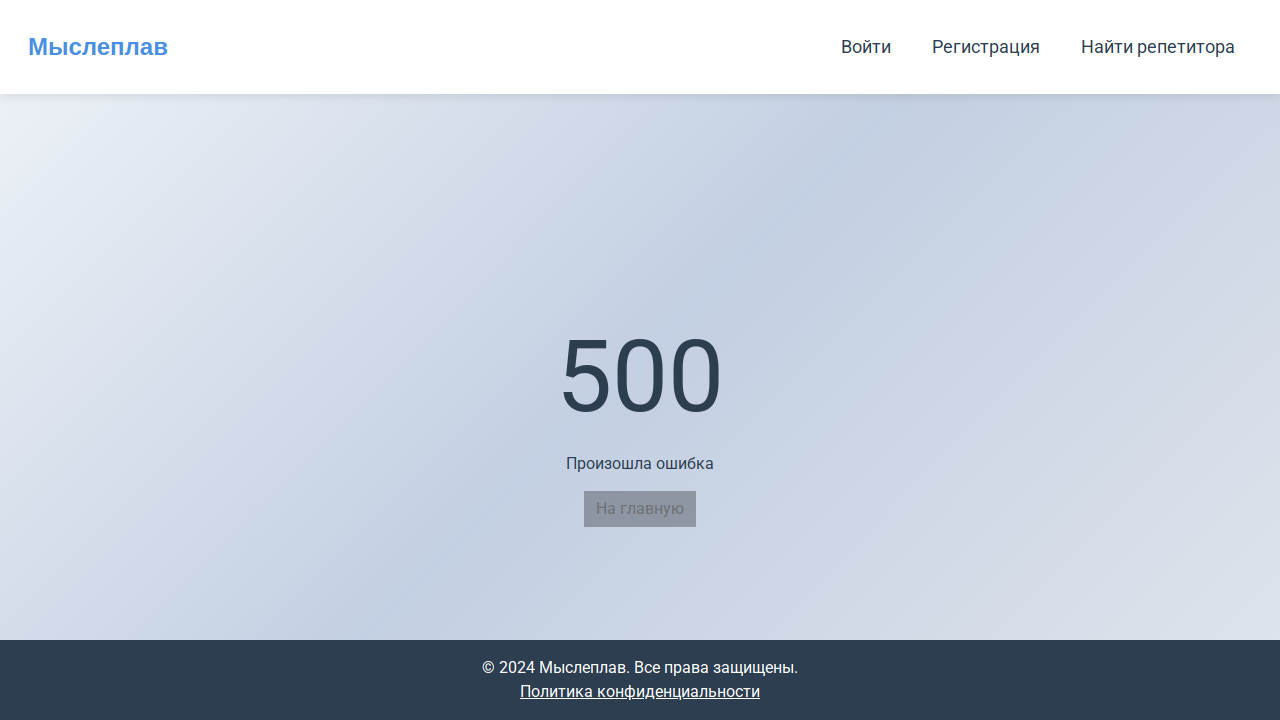 Мыслеплав
Войти
Регистрация
Найти репетитора
500
Произошла ошибка
На главную
© 2024 Мыслеплав. Все права защищены.
Политика конфиденциальности